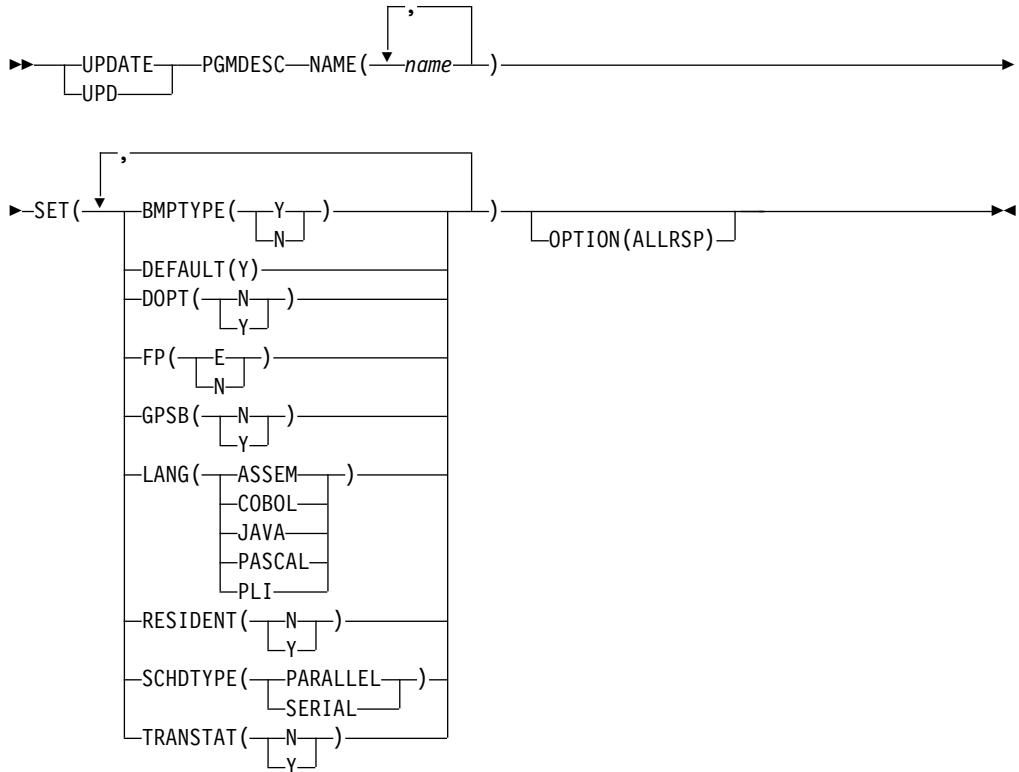 ,
UPDATE PGMDESC NAME( name )
UPD
,
SET( BMPTYPE( Y ) )
N OPTION(ALLRSP)
DEFAULT(Y)
DOPT( N )
Y
FP( E )
N
GPSB( N )
Y
LANG( ASSEM )
COBOL
JAVA
PASCAL
PLI
RESIDENT( N )
Y
SCHDTYPE( PARALLEL )
SERIAL
TRANSTAT( N )
Y